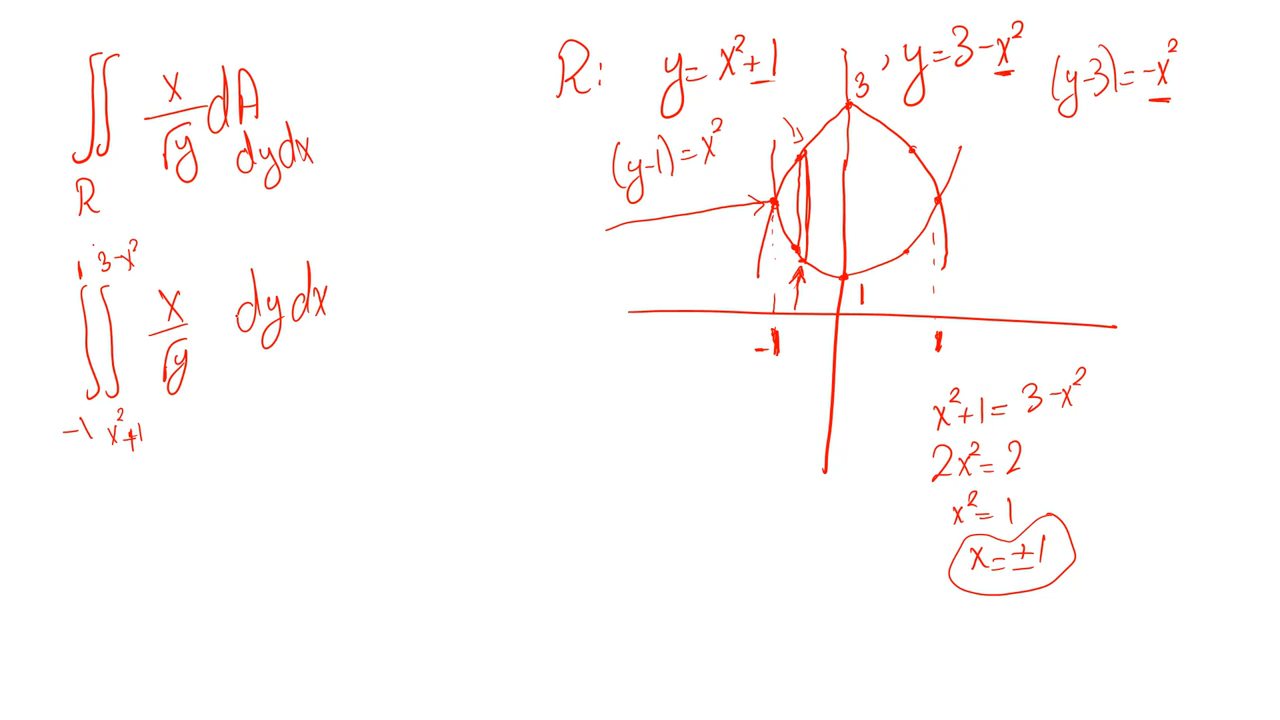 ∬_R x/√y dA
dydx
R: y = x² + 1 , y = 3 - x² (y-3) = -x²
(y-1) = x²
3
1
-1 1
∫_{-1}^{1} ∫_{x²+1}^{3-x²} x/√y dydx
x² + 1 = 3 - x²
2x² = 2
x² = 1
x = ±1